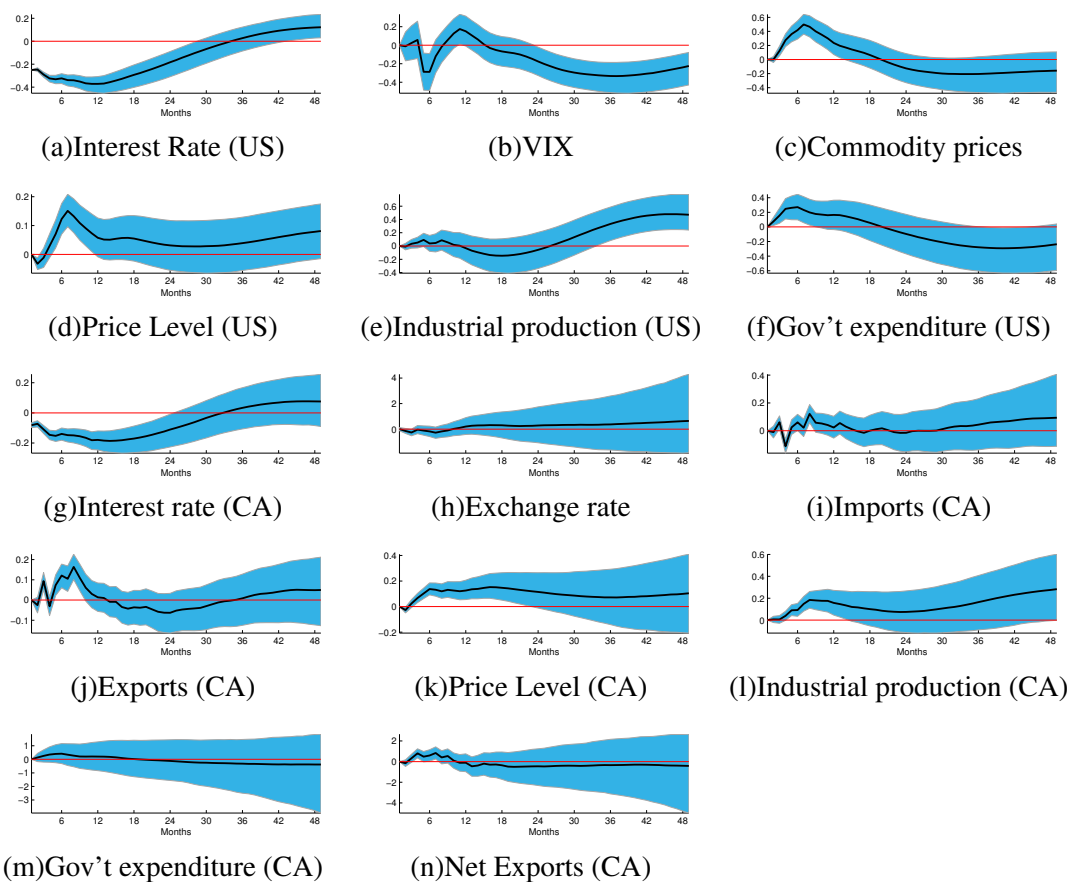 0
−0.2
−0.4
6 12 18 24 30 36 42 48
Months
(a)Interest Rate (US)
0.2
0
−0.2
−0.4
6 12 18 24 30 36 42 48
Months
(b)VIX
0.6
0.4
0.2
0
−0.2
−0.4
6 12 18 24 30 36 42 48
Months
(c)Commodity prices
0.2
0.1
0
6 12 18 24 30 36 42 48
Months
(d)Price Level (US)
0.6
0.4
0.2
0
−0.2
−0.4
6 12 18 24 30 36 42 48
Months
(e)Industrial production (US)
0.4
0.2
0
−0.2
−0.4
−0.6
6 12 18 24 30 36 42 48
Months
(f)Gov't expenditure (US)
0.2
0
−0.2
6 12 18 24 30 36 42 48
Months
(g)Interest rate (CA)
4
2
0
6 12 18 24 30 36 42 48
Months
(h)Exchange rate
0.4
0.2
0
6 12 18 24 30 36 42 48
Months
(i)Imports (CA)
0.2
0.1
0
−0.1
6 12 18 24 30 36 42 48
Months
(j)Exports (CA)
0.4
0.2
0
−0.2
6 12 18 24 30 36 42 48
Months
(k)Price Level (CA)
0.6
0.4
0.2
0
6 12 18 24 30 36 42 48
Months
(l)Industrial production (CA)
1
0
−1
−2
−3
6 12 18 24 30 36 42 48
Months
(m)Gov't expenditure (CA)
2
0
−2
−4
6 12 18 24 30 36 42 48
Months
(n)Net Exports (CA)